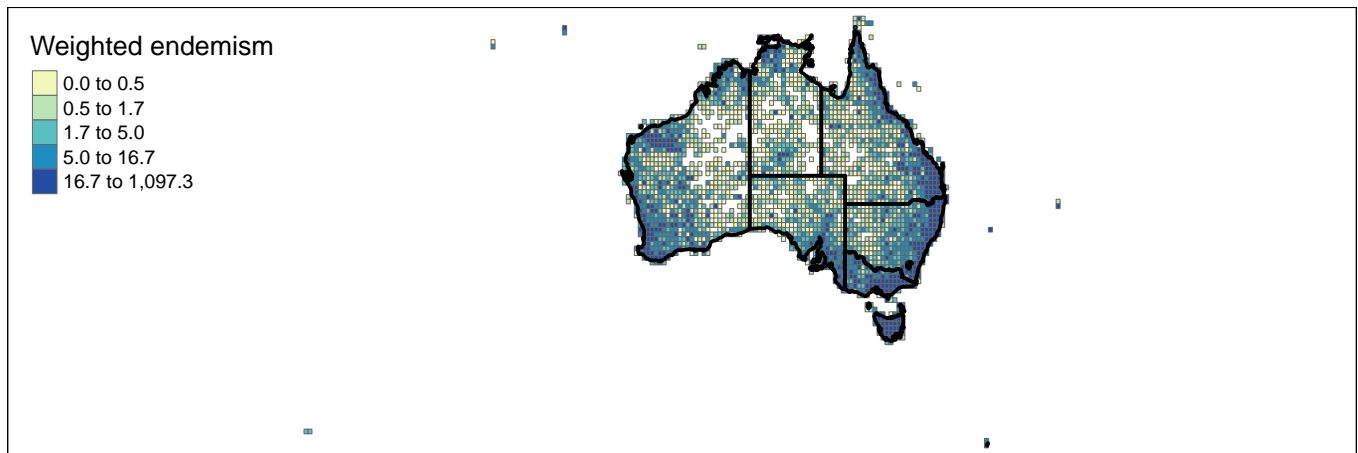 Weighted endemism
0.0 to 0.5
0.5 to 1.7
1.7 to 5.0
5.0 to 16.7
16.7 to 1,097.3